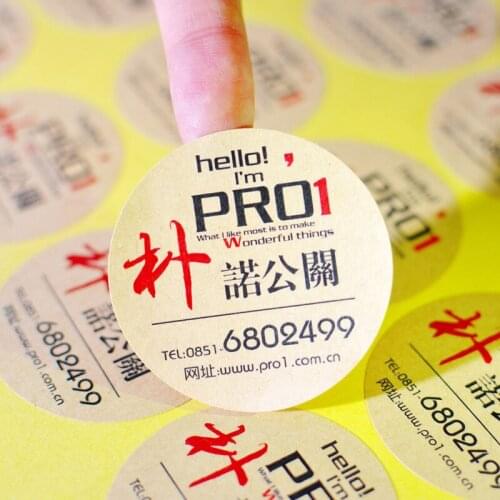 hello!
I'm
PRO1
What I like most is to make
Wonderful things
朴 諾公關
TEL:0851-6802499
网址:www.pro1.com.cn